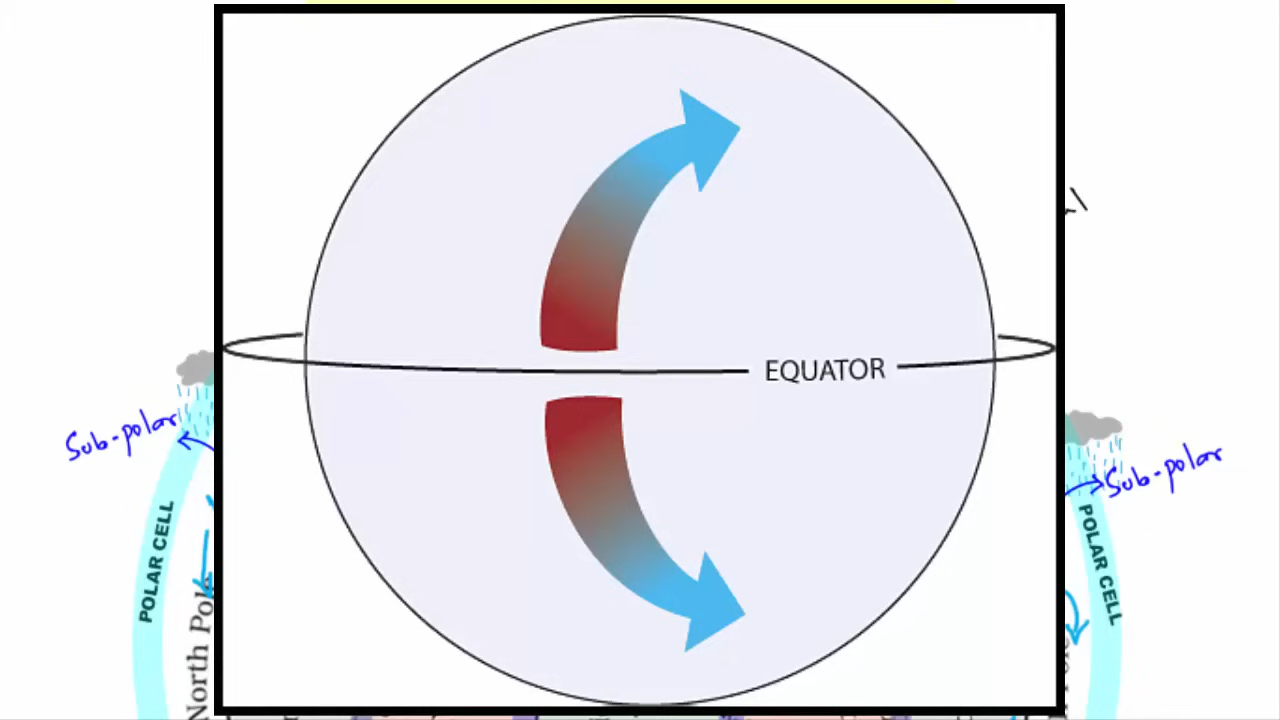 EQUATOR
Sub-polar
Sub-polar
POLAR CELL
POLAR CELL
North Pol